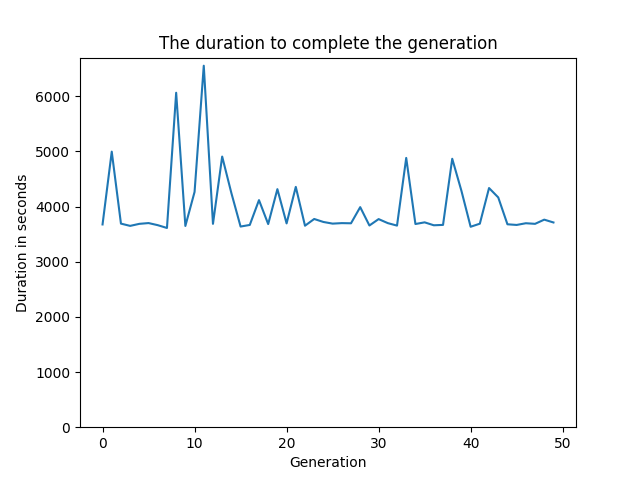 The duration to complete the generation
Duration in seconds
6000
5000
4000
3000
2000
1000
0
0 10 20 30 40 50
Generation